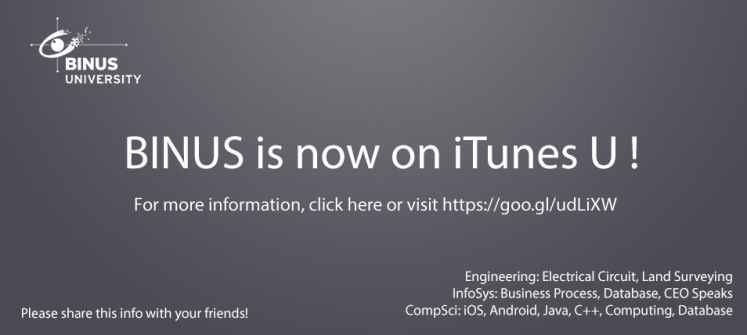 BINUS
UNIVERSITY
BINUS is now on iTunes U !
For more information, click here or visit https://goo.gl/udLiXW
Engineering: Electrical Circuit, Land Surveying
InfoSys: Business Process, Database, CEO Speaks
CompSci: iOS, Android, Java, C++, Computing, Database
Please share this info with your friends!